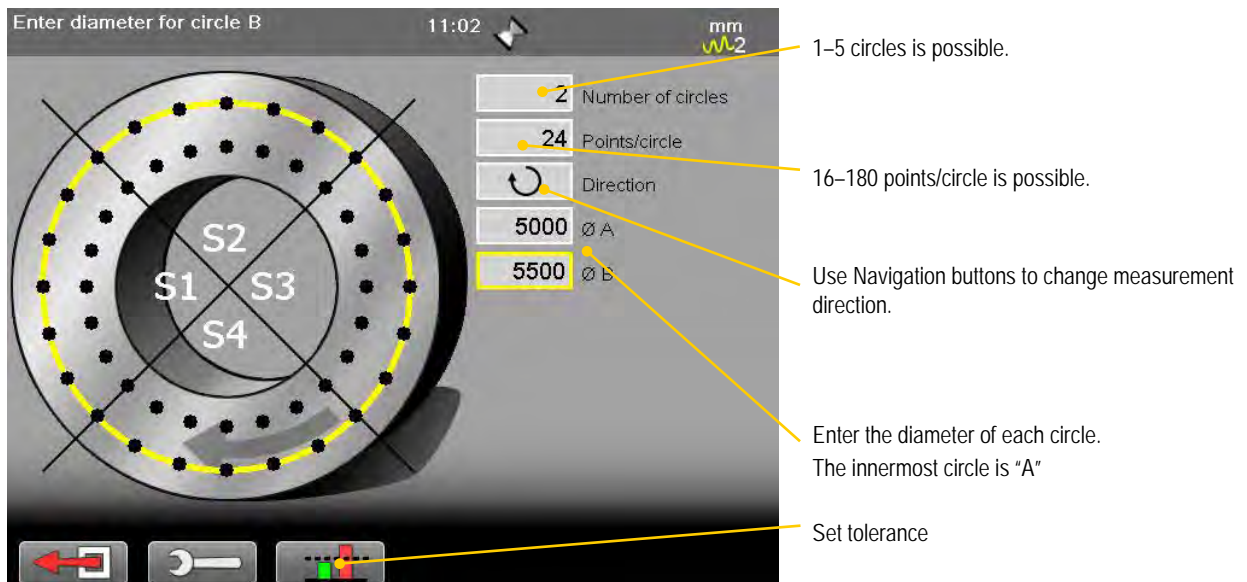 Enter diameter for circle B
11:02
mm
2
2 Number of circles
24 Points/circle
Direction
5000 Ø A
5500 Ø B
S2
S1 S3
S4
1–5 circles is possible.
16–180 points/circle is possible.
Use Navigation buttons to change measurement
direction.
Enter the diameter of each circle.
The innermost circle is “A”
Set tolerance